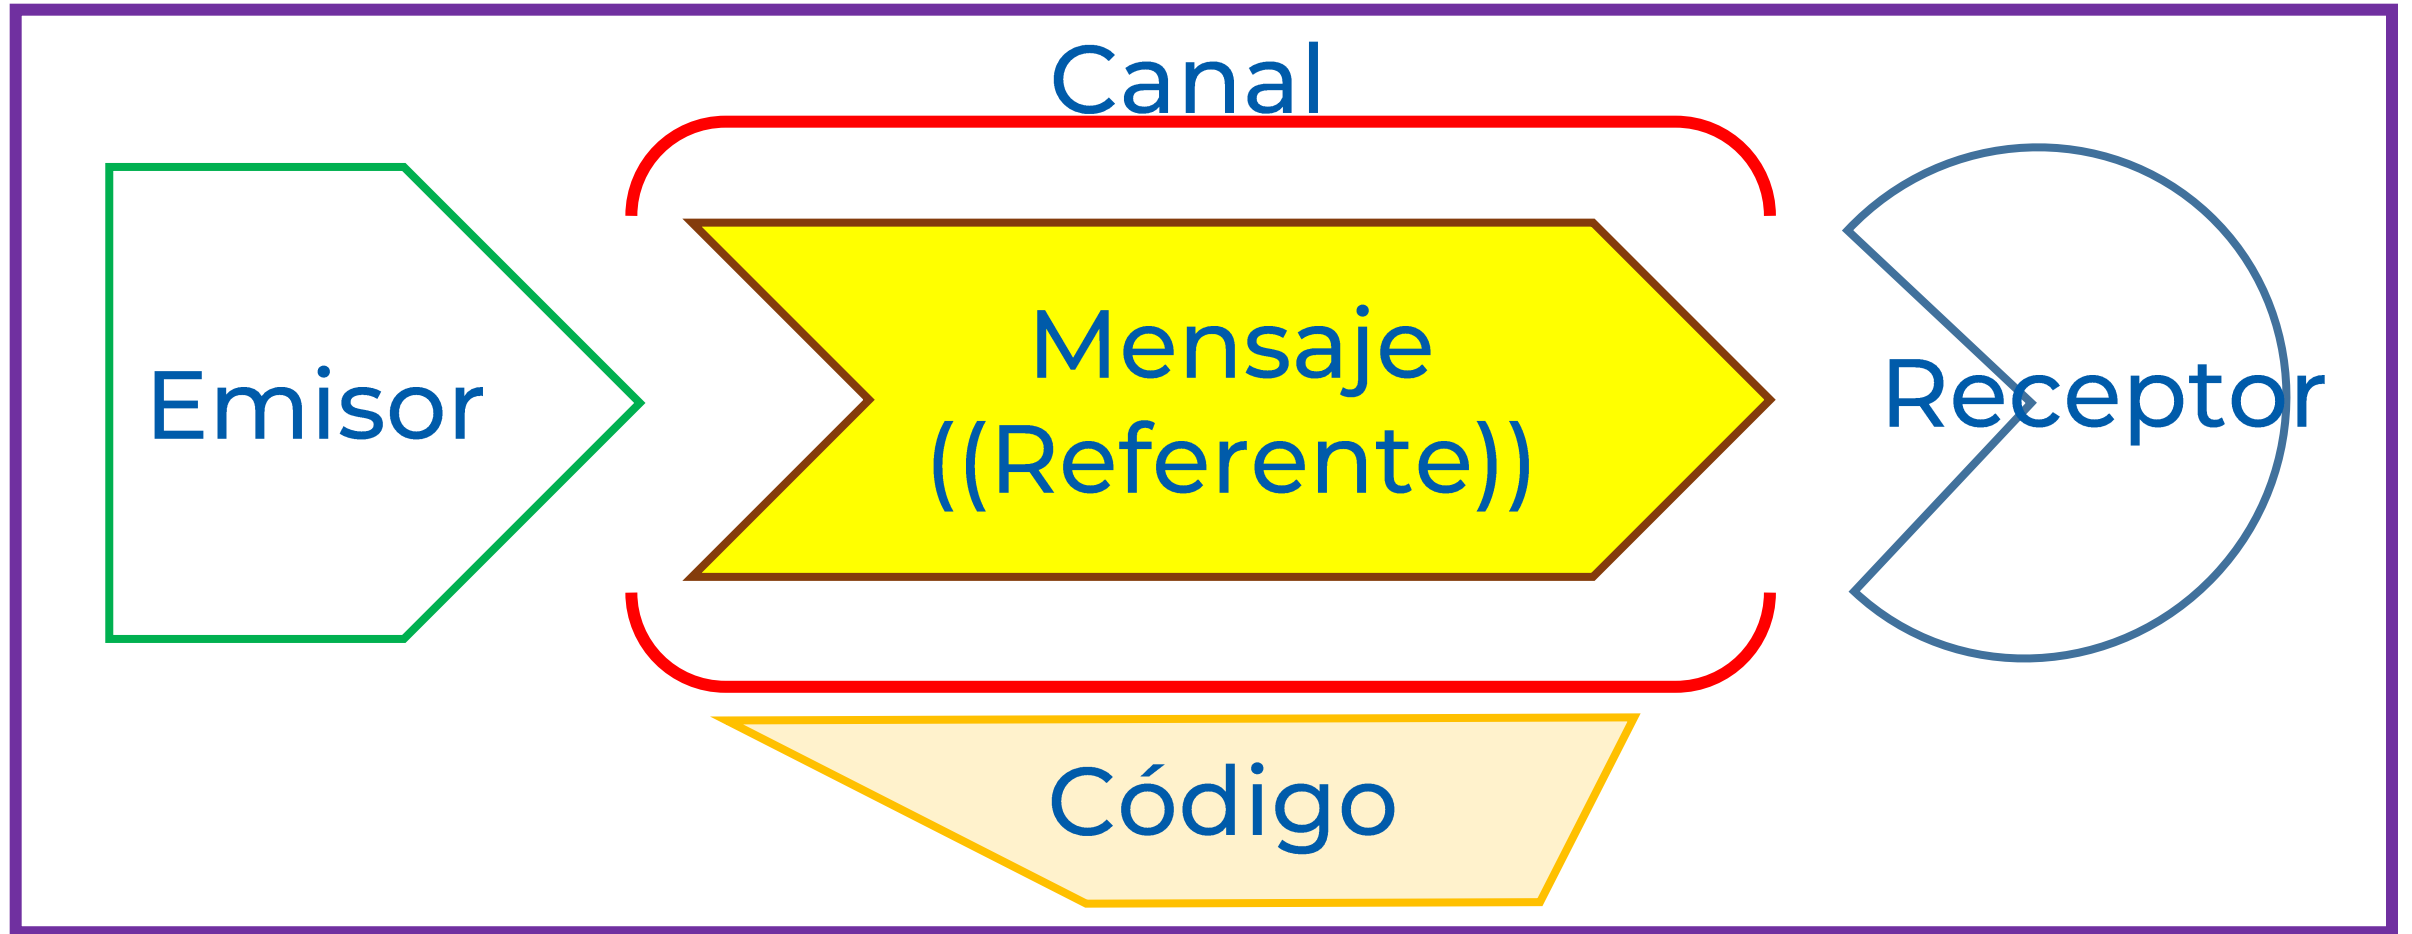 Canal
Emisor
Mensaje
((Referente))
Receptor
Código